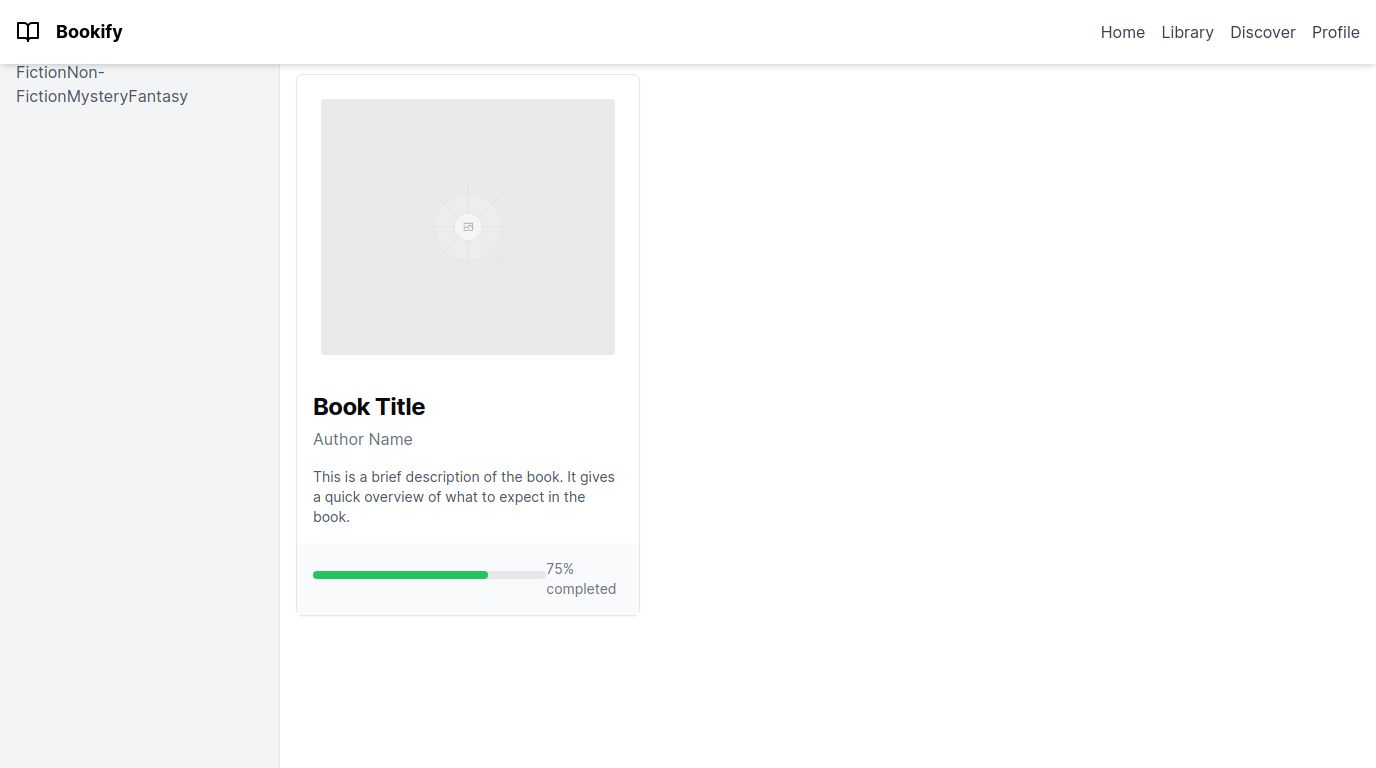 Bookify
Home Library Discover Profile
FictionNon-
FictionMysteryFantasy
Book Title
Author Name
This is a brief description of the book. It gives
a quick overview of what to expect in the
book.
75%
completed